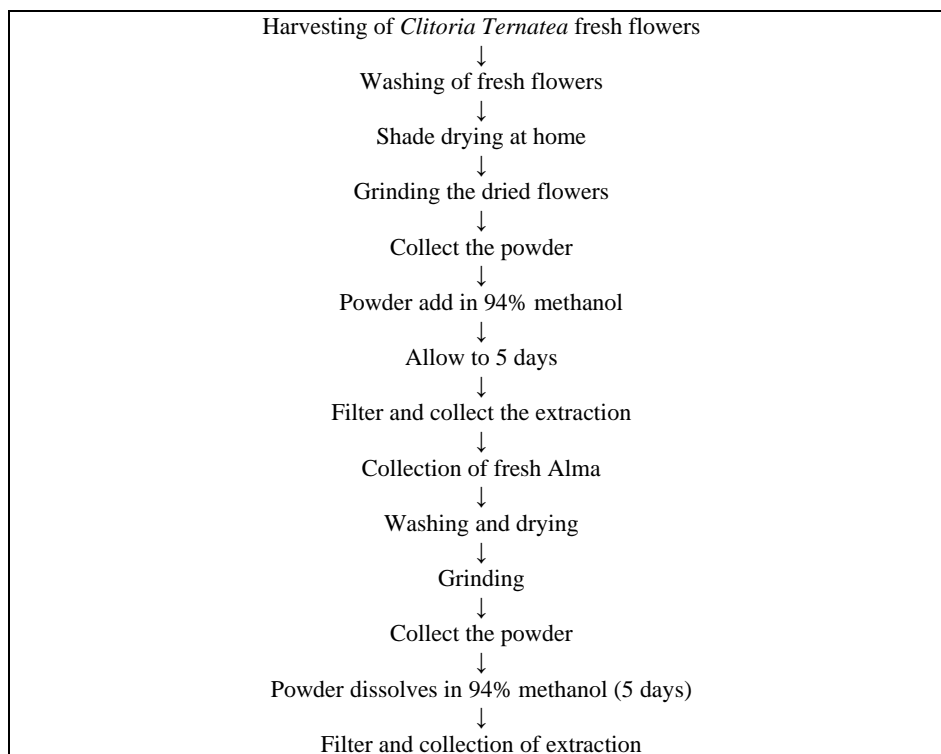 Harvesting of Clitoria Ternatea fresh flowers
↓
Washing of fresh flowers
↓
Shade drying at home
↓
Grinding the dried flowers
↓
Collect the powder
↓
Powder add in 94% methanol
↓
Allow to 5 days
↓
Filter and collect the extraction
↓
Collection of fresh Alma
↓
Washing and drying
↓
Grinding
↓
Collect the powder
↓
Powder dissolves in 94% methanol (5 days)
↓
Filter and collection of extraction